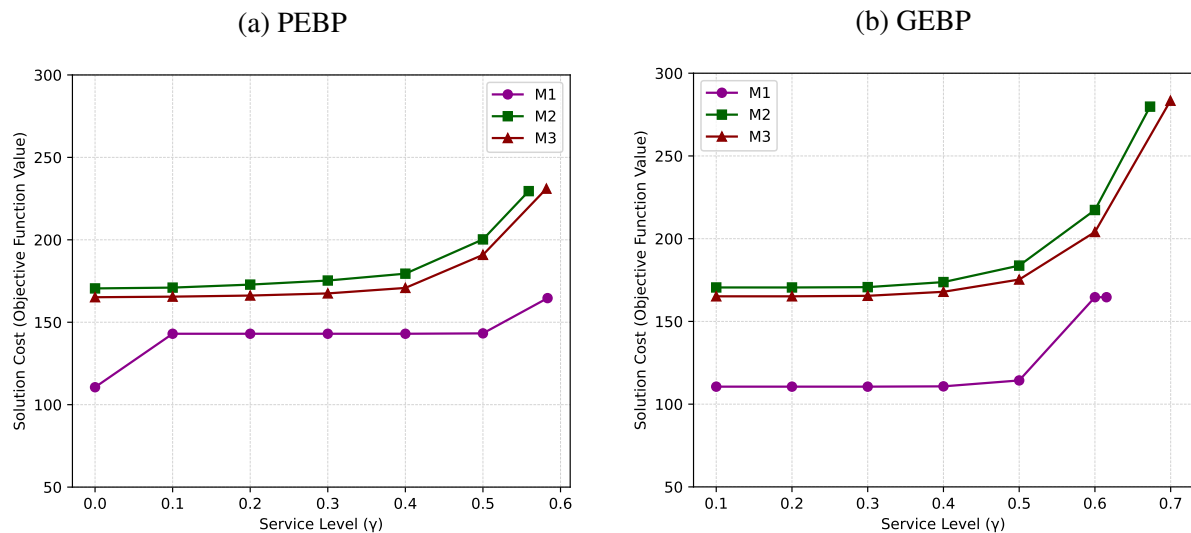 (a) PEBP
300
250
200
150
100
50
0.0 0.1 0.2 0.3 0.4 0.5 0.6
Service Level (γ)
Solution Cost (Objective Function Value)
M1
M2
M3
(b) GEBP
300
250
200
150
100
50
0.1 0.2 0.3 0.4 0.5 0.6 0.7
Service Level (γ)
Solution Cost (Objective Function Value)
M1
M2
M3